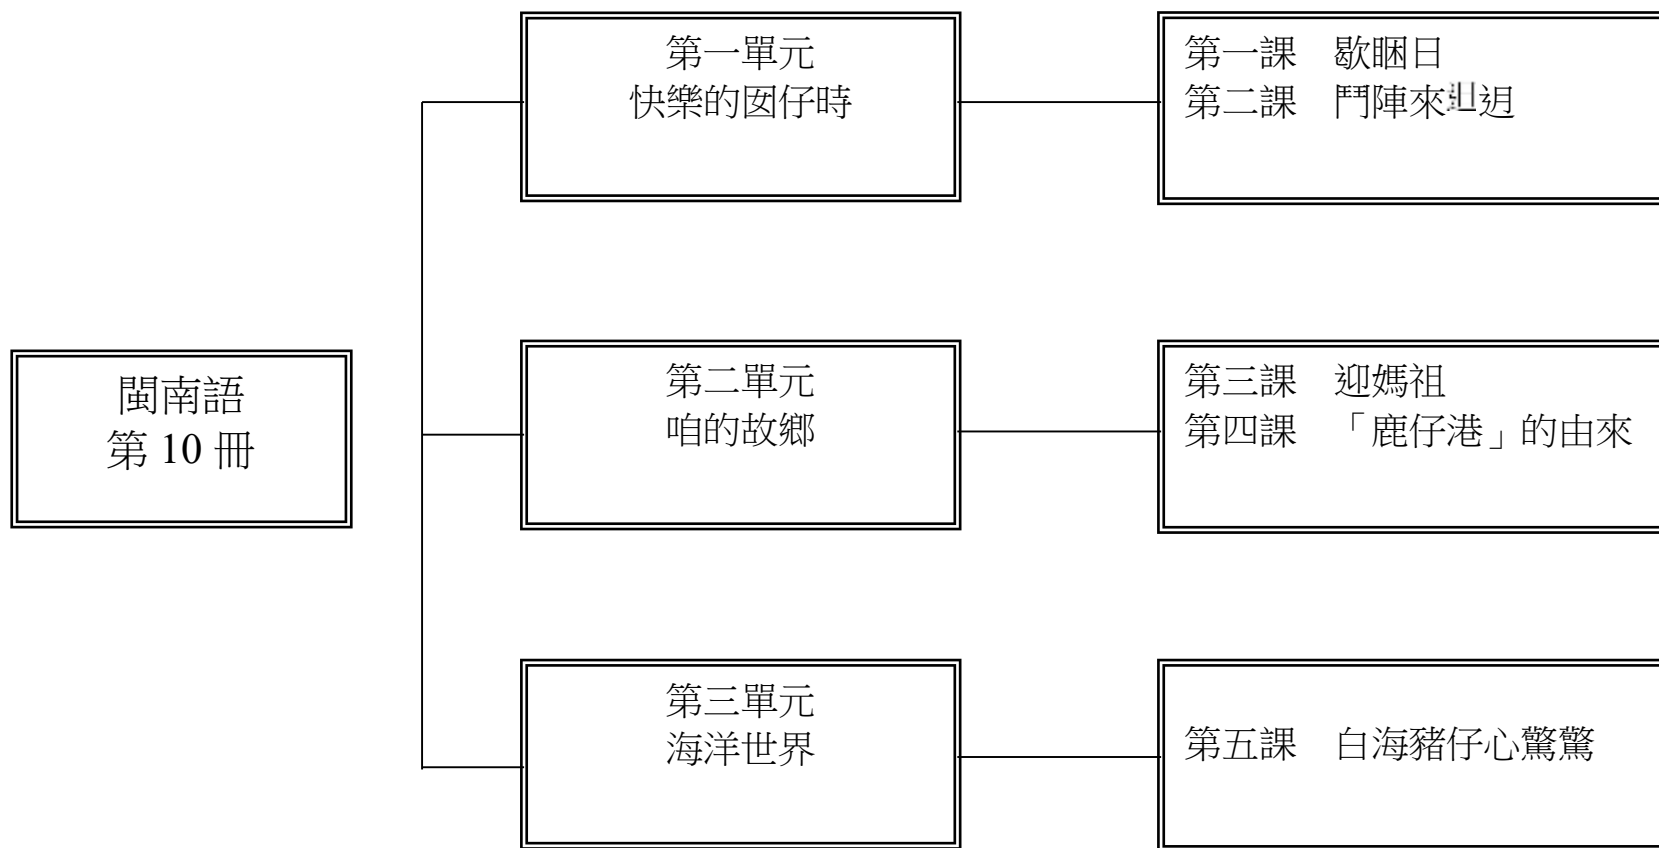 閩南語
第 10 冊
第一單元
快樂的囡仔時
第一課　歇睏日
第二課　鬥陣來𨑨迌
第二單元
咱的故鄉
第三課　迎媽祖
第四課　「鹿仔港」的由來
第三單元
海洋世界
第五課　白海豬仔心驚驚